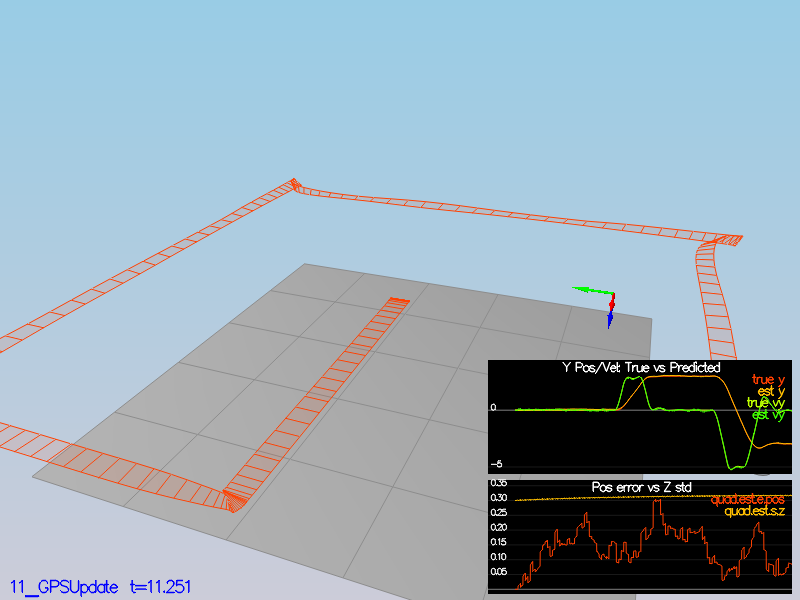 Y Pos/Vel: True vs Predicted
true y
est y
0
true vy
est vy
-5
Pos error vs Z std
0.35
0.30
quad.est.e.pos
0.25
quad.est.s.z
0.20
0.15
0.10
0.05
11_GPSUpdate t=11.251